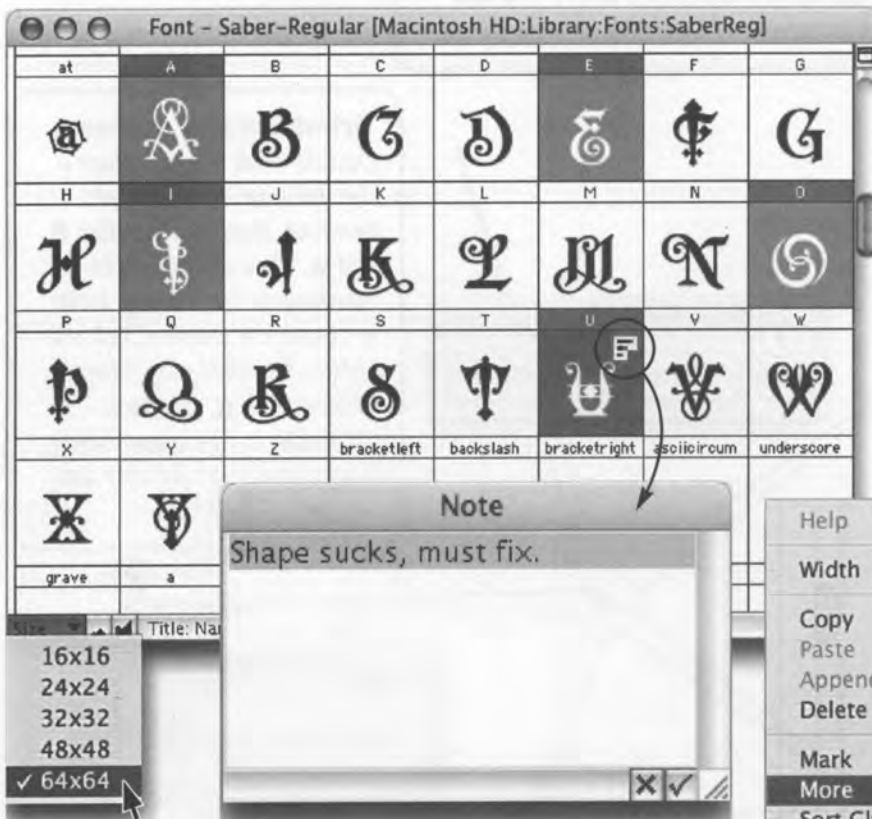 Font – Saber-Regular [Macintosh HD:Library:Fonts:SaberReg]
at A B C D E F G
a A B C D E F G
H I J K L M N O
H I J K L M N O
P Q R S T U V W
P Q R S T U V W
X Y Z bracketleft backslash bracketright asciicircum underscore
X Y
grave a
Note
Shape sucks, must fix.
Size Title:
16x16
24x24
32x32
48x48
✓ 64x64
Help
Width
Copy
Paste
Delete
Mark
More
Sort